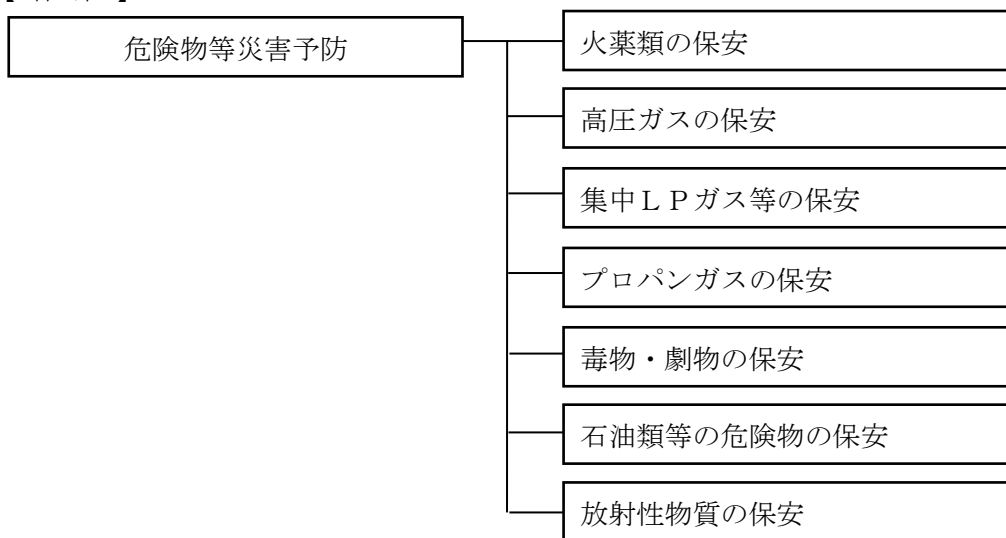 危険物等災害予防
火薬類の保安
高圧ガスの保安
集中ＬＰガス等の保安
プロパンガスの保安
毒物・劇物の保安
石油類等の危険物の保安
放射性物質の保安